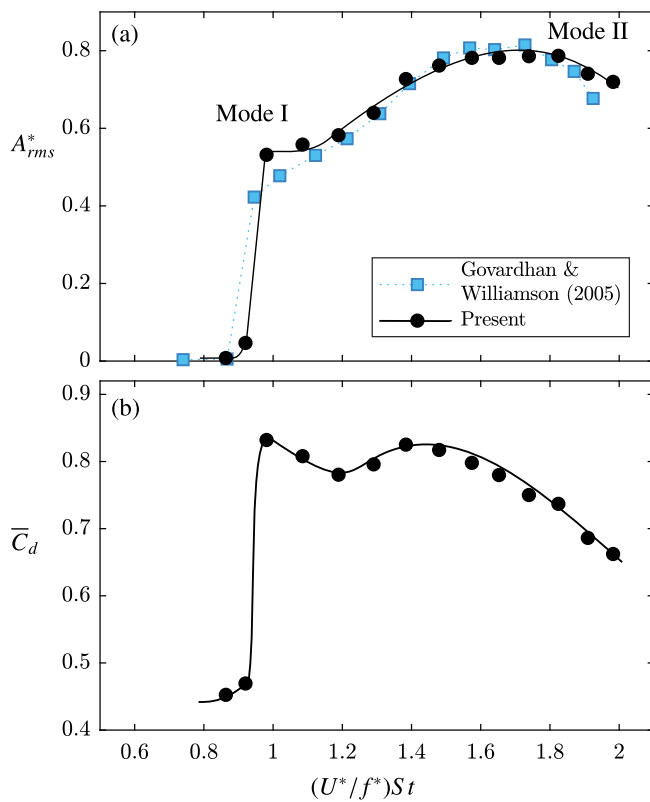 (a)
Mode II
Mode I
A*rms
0.8
0.6
0.4
0.2
0
Govardhan &
Williamson (2005)
Present
(b)
C̅d
0.9
0.8
0.7
0.6
0.5
0.4
0.6 0.8 1 1.2 1.4 1.6 1.8 2
(U*/f*)St